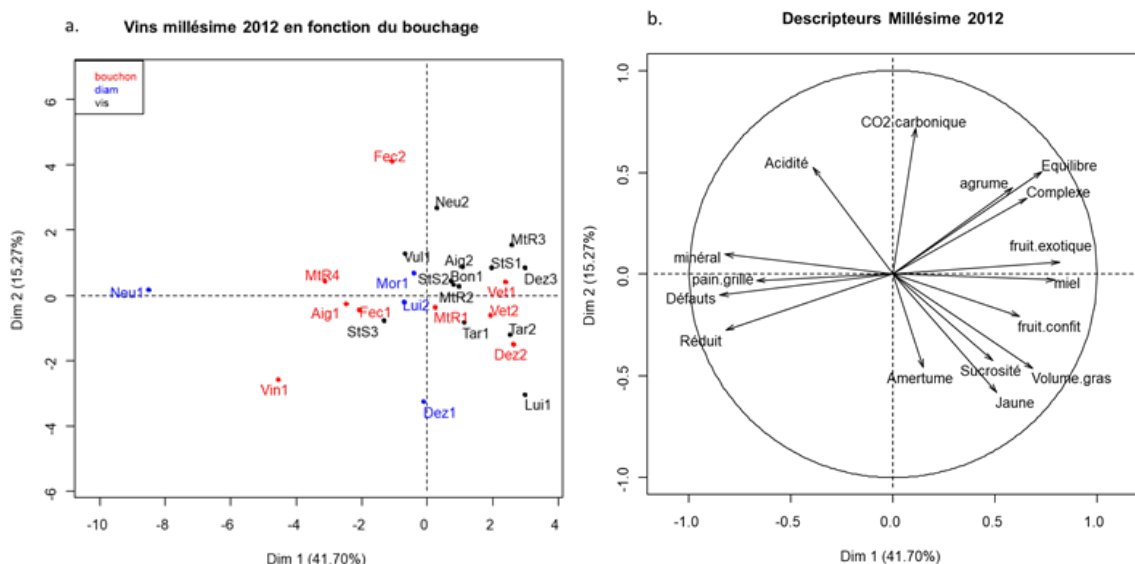 a.
Vins millésime 2012 en fonction du bouchage
bouchon
diam
vis
Fec2
Neu2
MtR3
Vul1
Aig2
StS1
MtR4
Mor1
StS2
Bon1
Dez3
Neu1
MtR2
Vet1
Aig1
Fec1
Lui2
MtR1
Vet2
StS3
Tar1
Tar2
Dez2
Vin1
Dez1
Lui1
Dim 2 (15.27%)
6
4
2
0
-2
-4
-6
-10
-8
-6
-4
-2
0
2
4
Dim 1 (41.70%)
b.
Descripteurs Millésime 2012
CO2.carbonique
Acidité
Equilibre
agrume
Complexe
minéral
fruit.exotique
pain.grillé
miel
Défauts
fruit.confit
Réduit
Amertume
Sucrosité
Volume.gras
Jaune
Dim 2 (15.27%)
1.0
0.5
0.0
-0.5
-1.0
-1.0
-0.5
0.0
0.5
1.0
Dim 1 (41.70%)